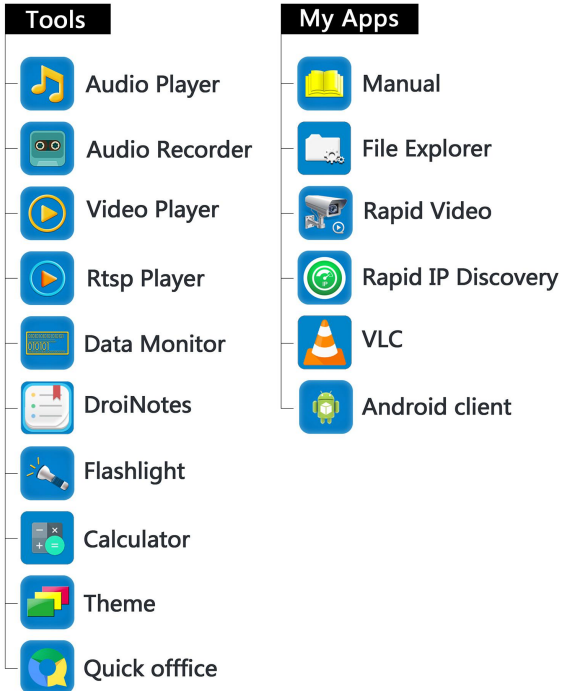 Tools
Audio Player
Audio Recorder
Video Player
Rtsp Player
Data Monitor
010101
DroiNotes
Flashlight
Calculator
Theme
Quick offfice
My Apps
Manual
File Explorer
Rapid Video
Rapid IP Discovery
VLC
Android client